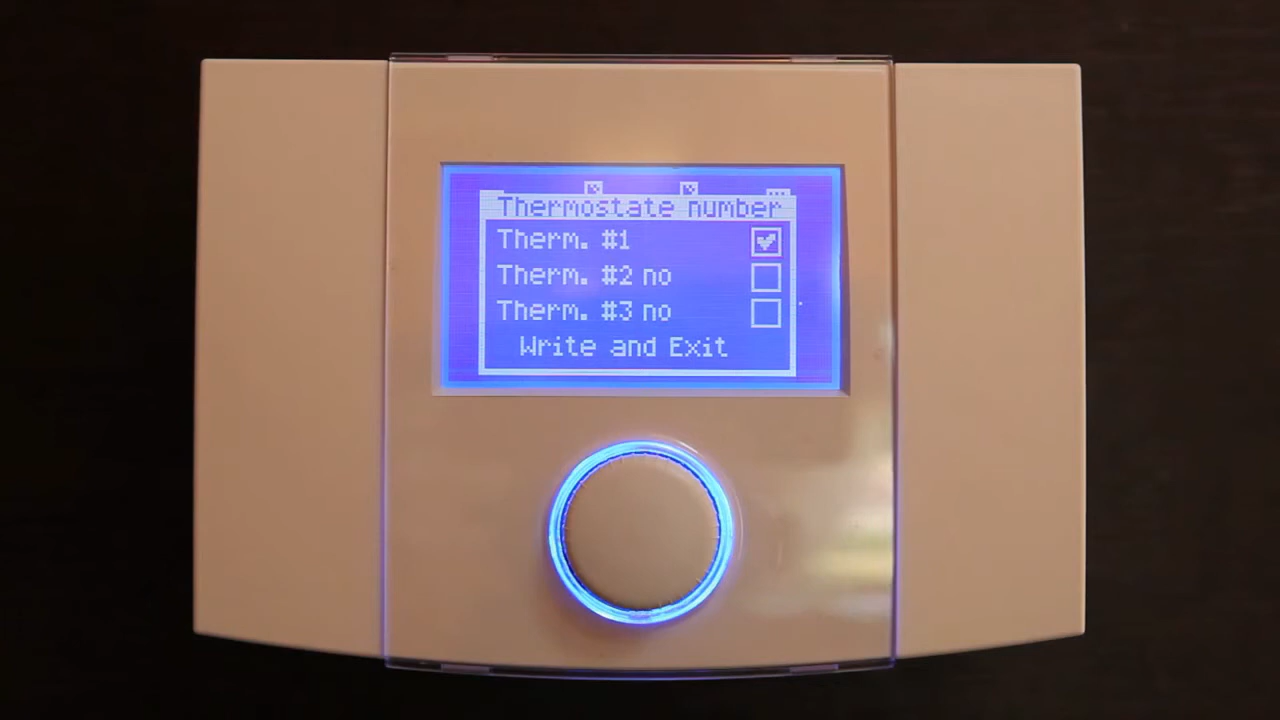 Thermostate number
Therm. #1
Therm. #2 no
Therm. #3 no
Write and Exit